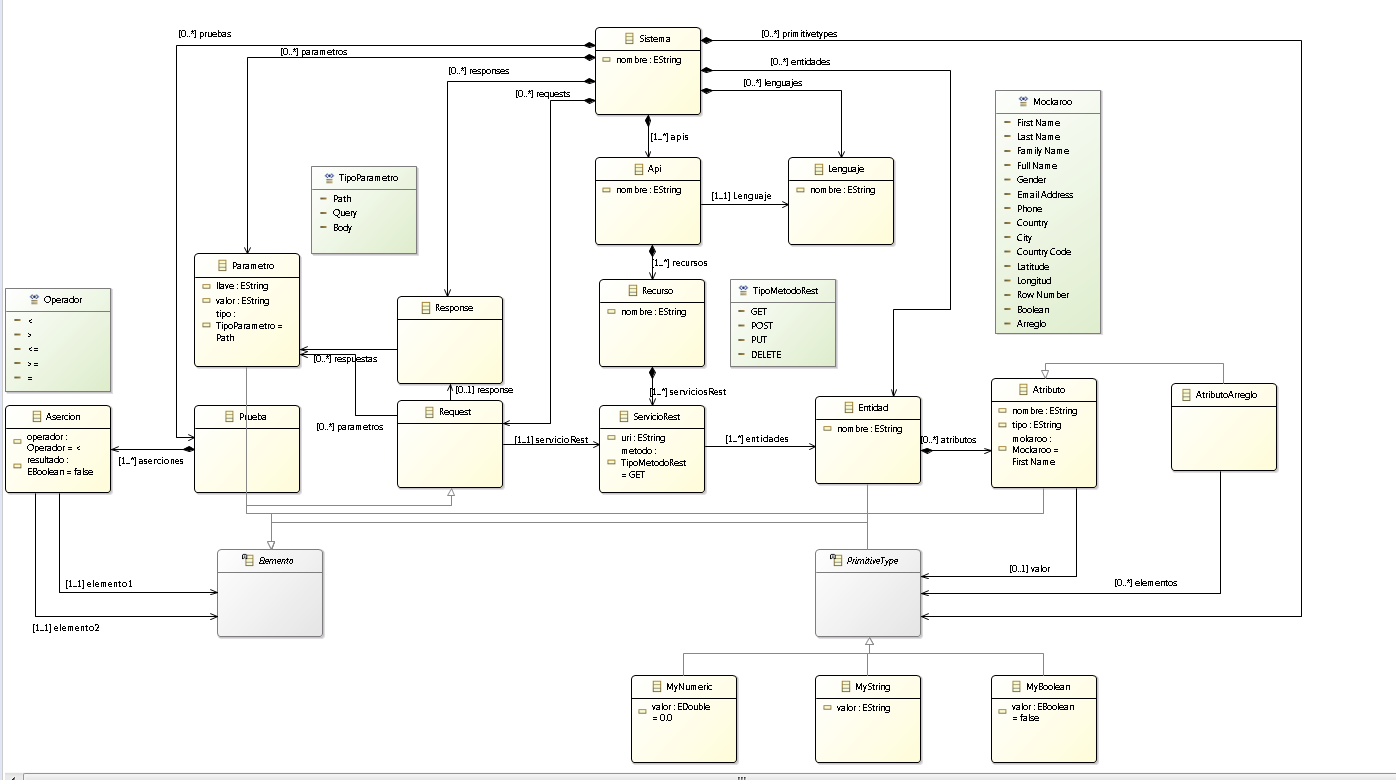 [0..*] pruebas
[0..*] parametros
[0..*] responses
[0..*] requests
Sistema
nombre : EString
[0..*] primitivetypes
[0..*] entidades
[0..*] lenguajes
[1..*] apis
Mockaroo
First Name
Last Name
Family Name
Full Name
Gender
Email Address
Phone
Country
City
Country Code
Latitude
Longitud
Row Number
Boolean
Arreglo
TipoParametro
Path
Query
Body
Api
nombre : EString
[1..1] Lenguaje
Lenguaje
nombre : EString
[1..*] recursos
Parametro
llave : EString
valor : EString
tipo :
TipoParametro =
Path
Operador
<
>
<=
>=
=
Response
Recurso
nombre : EString
TipoMetodoRest
GET
POST
PUT
DELETE
[0..*] respuestas
[0..1] response
[1..*] serviciosRest
Asercion
operador :
Operador = <
resultado :
EBoolean = false
[1..*] aserciones
Prueba
[0..*] parametros
Request
[1..1] servicioRest
ServicioRest
uri : EString
metodo :
TipoMetodoRest
= GET
[1..*] entidades
Entidad
nombre : EString
[0..*] atributos
Atributo
nombre : EString
tipo : EString
mokaroo :
Mockaroo =
First Name
AtributoArreglo
Elemento
[1..1] elemento1
[1..1] elemento2
PrimitiveType
[0..1] valor
[0..*] elementos
MyNumeric
valor : EDouble
= 0.0
MyString
valor : EString
MyBoolean
valor : EBoolean
= false